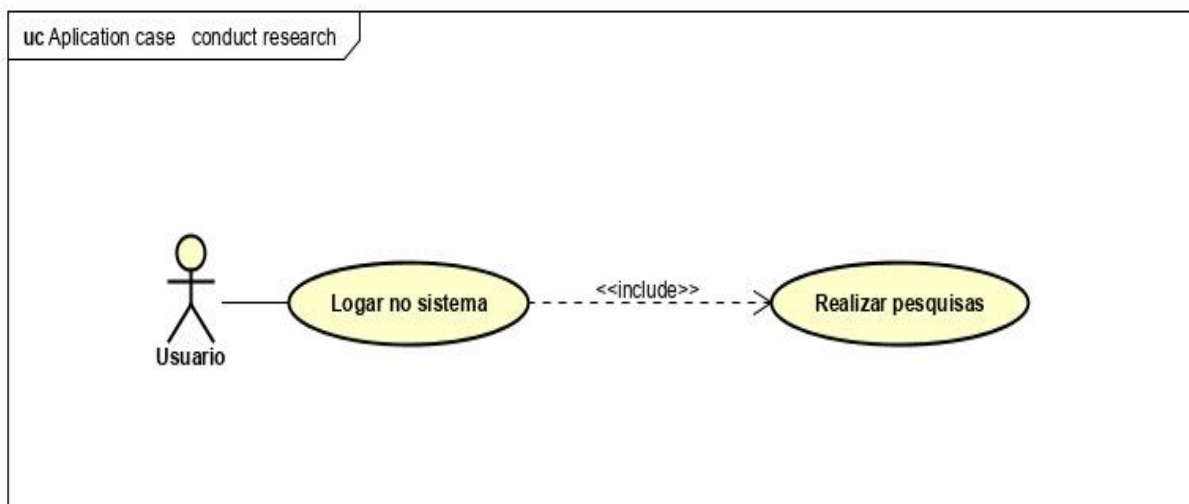 uc Aplication case conduct research
Logar no sistema
<<include>>
Realizar pesquisas
Usuario